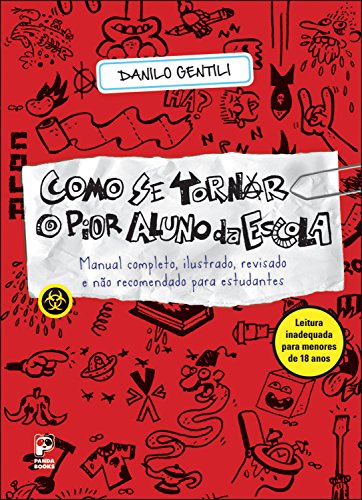 DANILO GENTILI
HA?
CACA
COMO SE TORNAR
O PIOR ALUNO da ESCOLA
Manual completo, ilustrado, revisado
e não recomendado para estudantes
Leitura
inadequada
para menores
de 18 anos
PANDA
BOOKS